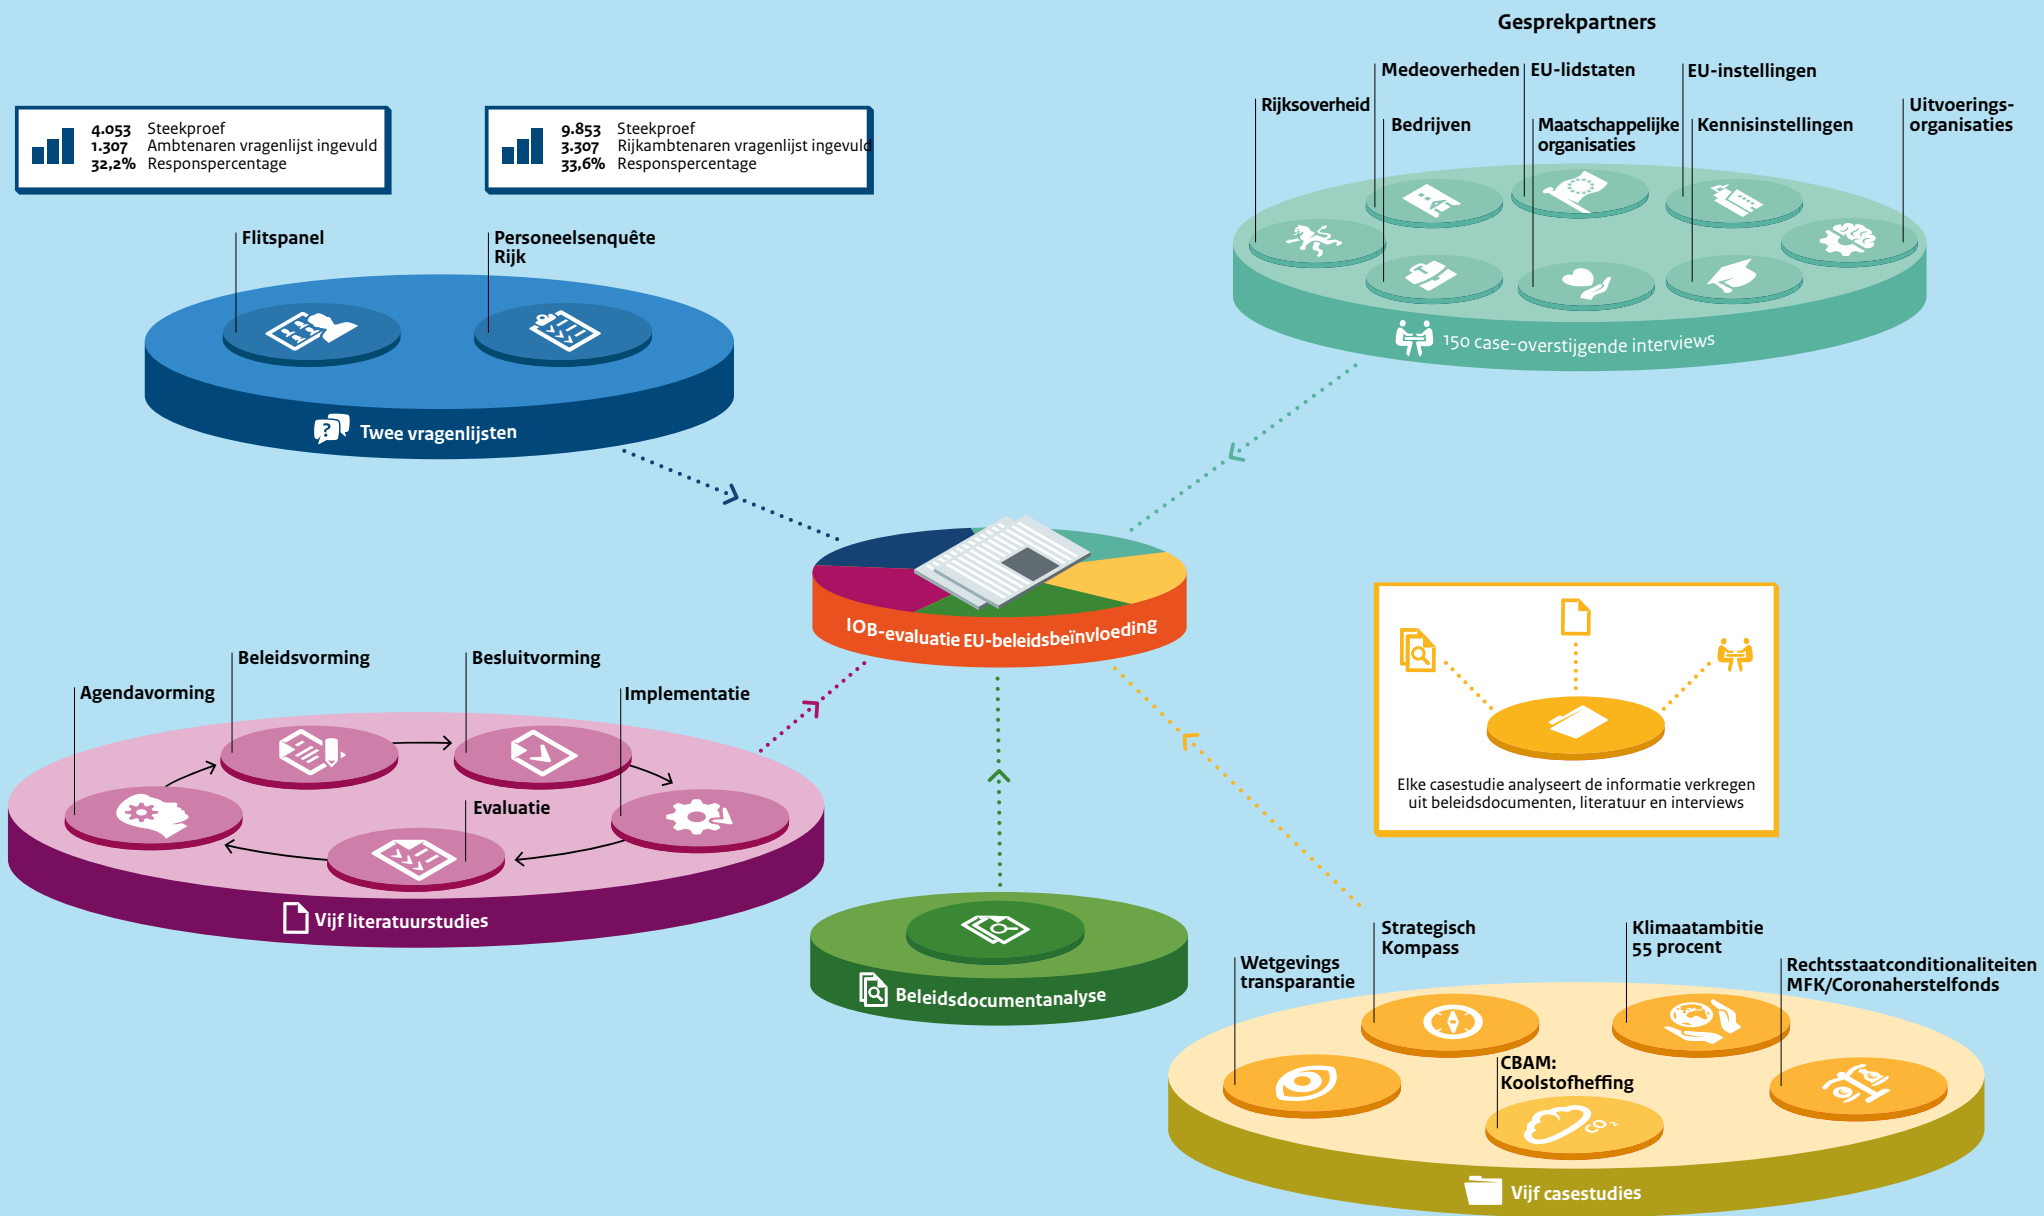 Gesprekpartners
Medeoverheden
EU-lidstaten
EU-instellingen
Rijksoverheid
Uitvoerings-
organisaties
Bedrijven
Maatschappelijke
organisaties
Kennisinstellingen
150 case-overstijgende interviews
4.053 Steekproef
1.307 Ambtenaren vragenlijst ingevuld
32,2% Responspercentage
9.853 Steekproef
3.307 Rijkambtenaren vragenlijst ingevuld
33,6% Responspercentage
Flitspanel
Personeelsenquête
Rijk
? Twee vragenlijsten
IOB-evaluatie EU-beleidsbeïnvloeding
Beleidsvorming
Besluitvorming
Agendavorming
Implementatie
Evaluatie
Vijf literatuurstudies
Beleidsdocumentanalyse
Elke casestudie analyseert de informatie verkregen
uit beleidsdocumenten, literatuur en interviews
Strategisch
Kompass
Klimaatambitie
55 procent
Wetgevings
transparantie
Rechtsstaatconditionaliteiten
MFK/Coronaherstelfonds
CBAM:
Koolstofheffing
CO2
Vijf casestudies